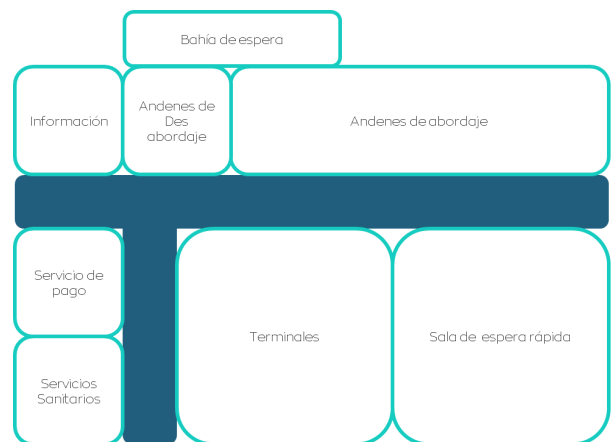 Bahía de espera
Información
Andenes de
Des
abordaje
Andenes de abordaje
Servicio de
pago
Terminales
Sala de espera rápida
Servicios
Sanitarios